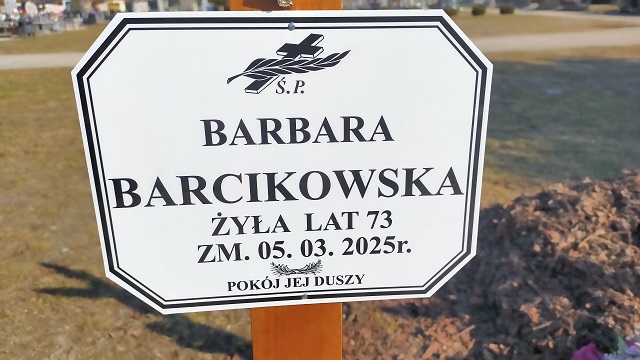 Ś.P.
BARBARA
BARCIKOWSKA
ŻYŁA LAT 73
ZM. 05. 03. 2025r.
POKÓJ JEJ DUSZY